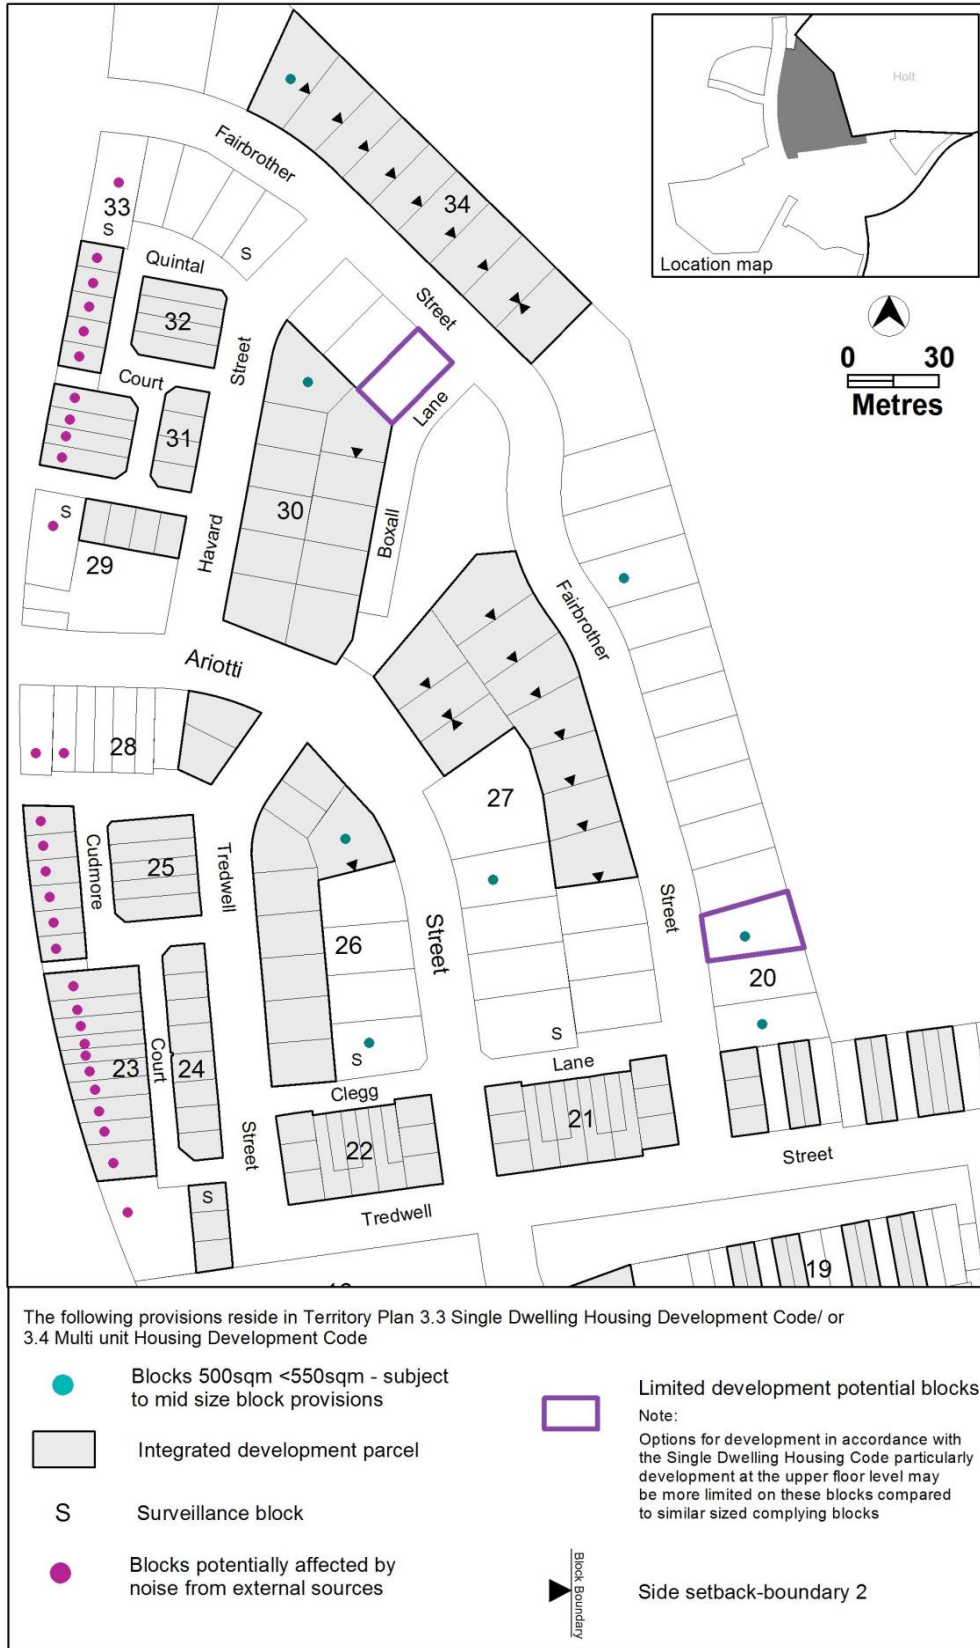 Holt
Location map
0 30
Metres
Fairbrother
34
33
S
S
Quintal
32
Street
Street
Court
31
Lane
30
S
29
Havard
Boxall
Ariotti
Fairbrother
28
27
Cudmore
25
Tredwell
26
Street
Street
20
S
S
23
Court
24
Clegg
Lane
21
22
Street
Street
S
Tredwell
19
The following provisions reside in Territory Plan 3.3 Single Dwelling Housing Development Code/ or
3.4 Multi unit Housing Development Code
Blocks 500sqm <550sqm - subject
to mid size block provisions
Integrated development parcel
S Surveillance block
Blocks potentially affected by
noise from external sources
Limited development potential blocks
Note:
Options for development in accordance with
the Single Dwelling Housing Code particularly
development at the upper floor level may
be more limited on these blocks compared
to similar sized complying blocks
Block Boundary
Side setback-boundary 2